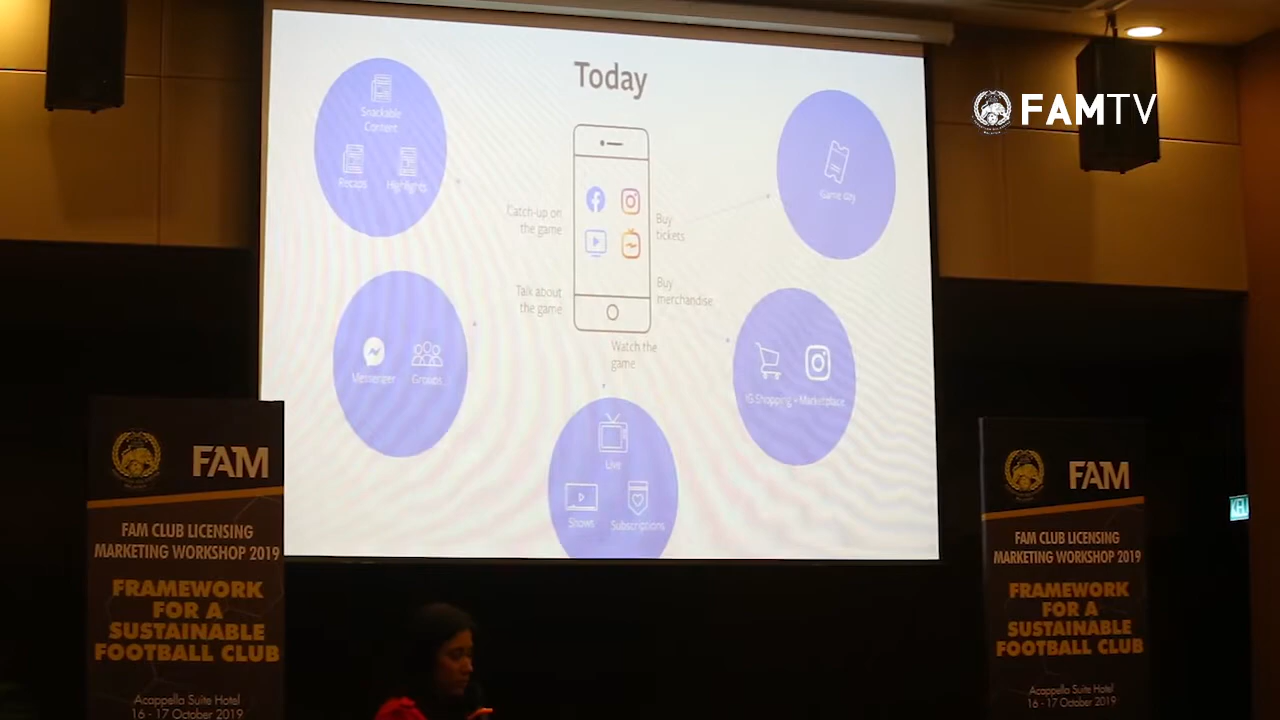 Today
Snackable
Content
Recaps
Highlights
Game day
Catch-up on
the game
Buy
tickets
Talk about
the game
Buy
merchandise
Watch the
game
Messenger
Groups
IG Shopping + Marketplace
Live
Shows
Subscriptions
FAMTV
FAM
FAM CLUB LICENSING
MARKETING WORKSHOP 2019
FRAMEWORK
FOR A
SUSTAINABLE
FOOTBALL CLUB
Acappella Suite Hotel
16 - 17 October 2019
FAM
FAM CLUB LICENSING
MARKETING WORKSHOP 2019
FRAMEWORK
FOR A
SUSTAINABLE
FOOTBALL CLUB
Acappella Suite Hotel
16 - 17 October 2019